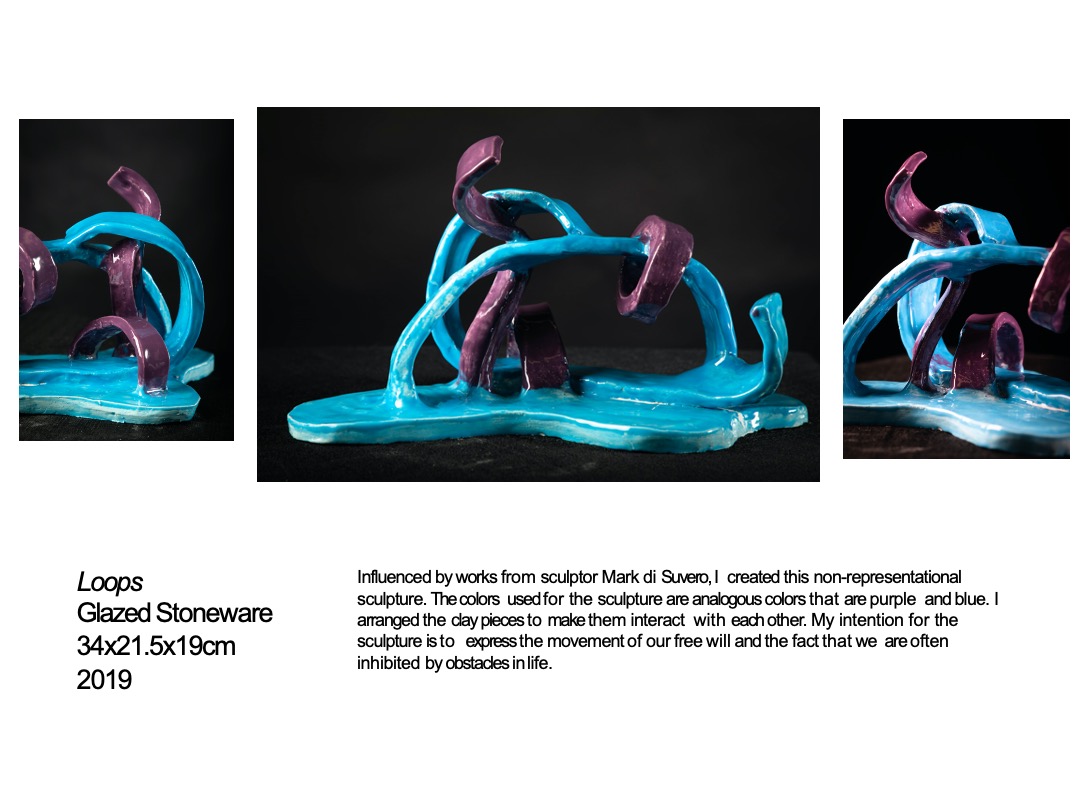 Loops
Glazed Stoneware
34x21.5x19cm
2019
Influenced by works from sculptor Mark di Suvero, I created this non-representational
sculpture. The colors used for the sculpture are analogous colors that are purple and blue. I
arranged the clay pieces to make them interact with each other. My intention for the
sculpture is to express the movement of our free will and the fact that we are often
inhibited by obstacles in life.